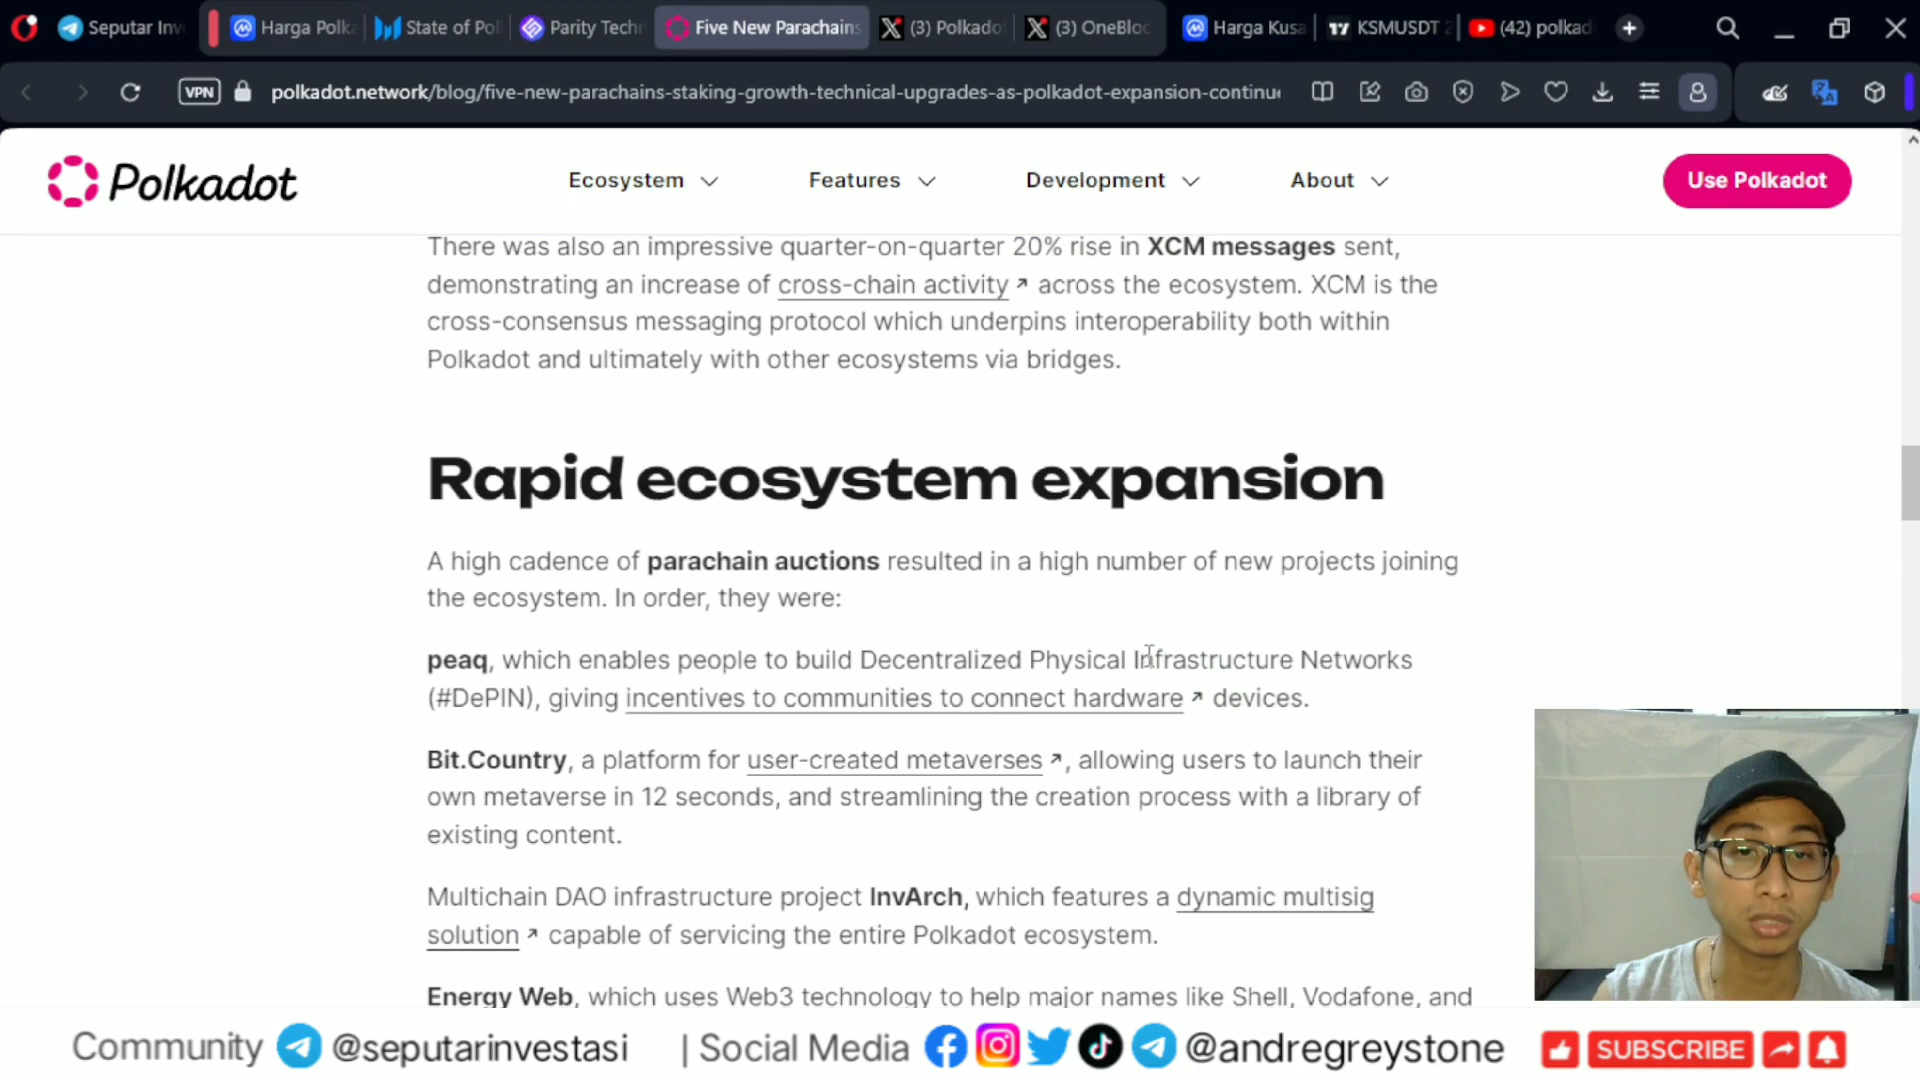 Seputar Inv
Harga Polka
State of Pol
Parity Techn
Five New Parachains
(3) Polkado
(3) OneBloc
Harga Kusa
KSMUSDT 2
(42) polkad
VPN
polkadot.network/blog/five-new-parachains-staking-growth-technical-upgrades-as-polkadot-expansion-continue
Polkadot
Ecosystem
Features
Development
About
Use Polkadot
There was also an impressive quarter-on-quarter 20% rise in XCM messages sent,
demonstrating an increase of cross-chain activity ↗ across the ecosystem. XCM is the
cross-consensus messaging protocol which underpins interoperability both within
Polkadot and ultimately with other ecosystems via bridges.
Rapid ecosystem expansion
A high cadence of parachain auctions resulted in a high number of new projects joining
the ecosystem. In order, they were:
peaq, which enables people to build Decentralized Physical Infrastructure Networks
(#DePIN), giving incentives to communities to connect hardware ↗ devices.
Bit.Country, a platform for user-created metaverses ↗, allowing users to launch their
own metaverse in 12 seconds, and streamlining the creation process with a library of
existing content.
Multichain DAO infrastructure project InvArch, which features a dynamic multisig
solution ↗ capable of servicing the entire Polkadot ecosystem.
Energy Web, which uses Web3 technology to help major names like Shell, Vodafone, and
Community @seputarinvestasi | Social Media @andregreystone SUBSCRIBE